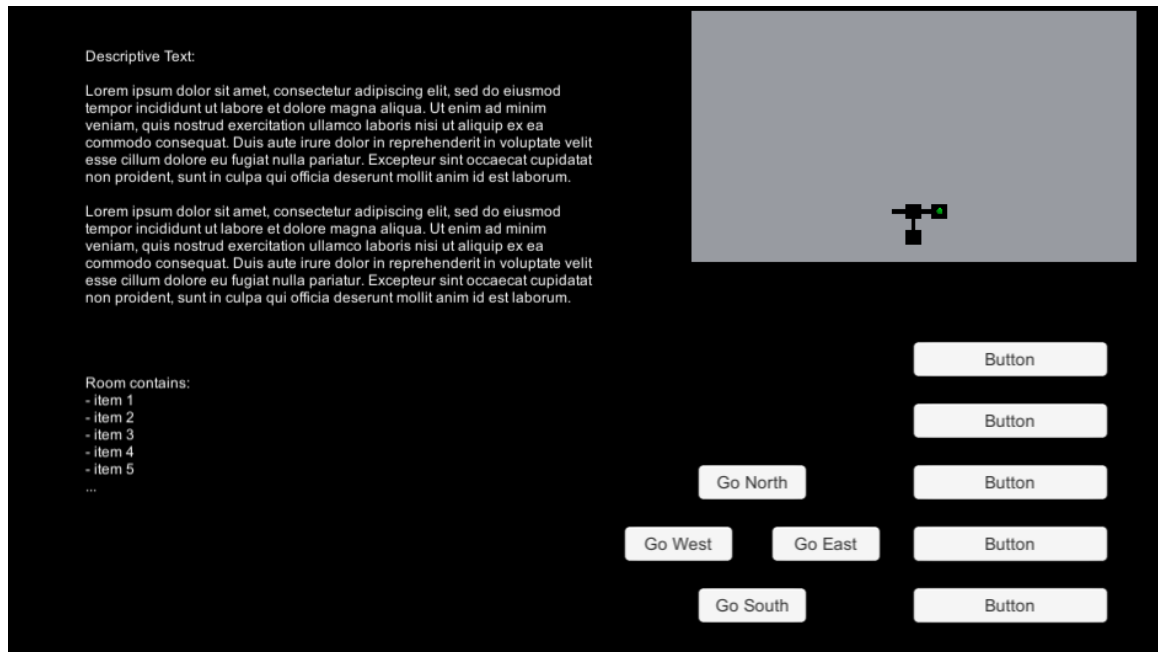 Descriptive Text:
Lorem ipsum dolor sit amet, consectetur adipiscing elit, sed do eiusmod
tempor incididunt ut labore et dolore magna aliqua. Ut enim ad minim
veniam, quis nostrud exercitation ullamco laboris nisi ut aliquip ex ea
commodo consequat. Duis aute irure dolor in reprehenderit in voluptate velit
esse cillum dolore eu fugiat nulla pariatur. Excepteur sint occaecat cupidatat
non proident, sunt in culpa qui officia deserunt mollit anim id est laborum.
Lorem ipsum dolor sit amet, consectetur adipiscing elit, sed do eiusmod
tempor incididunt ut labore et dolore magna aliqua. Ut enim ad minim
veniam, quis nostrud exercitation ullamco laboris nisi ut aliquip ex ea
commodo consequat. Duis aute irure dolor in reprehenderit in voluptate velit
esse cillum dolore eu fugiat nulla pariatur. Excepteur sint occaecat cupidatat
non proident, sunt in culpa qui officia deserunt mollit anim id est laborum.
Room contains:
- item 1
- item 2
- item 3
- item 4
- item 5
...
Button
Button
Go North
Button
Go West
Go East
Button
Go South
Button